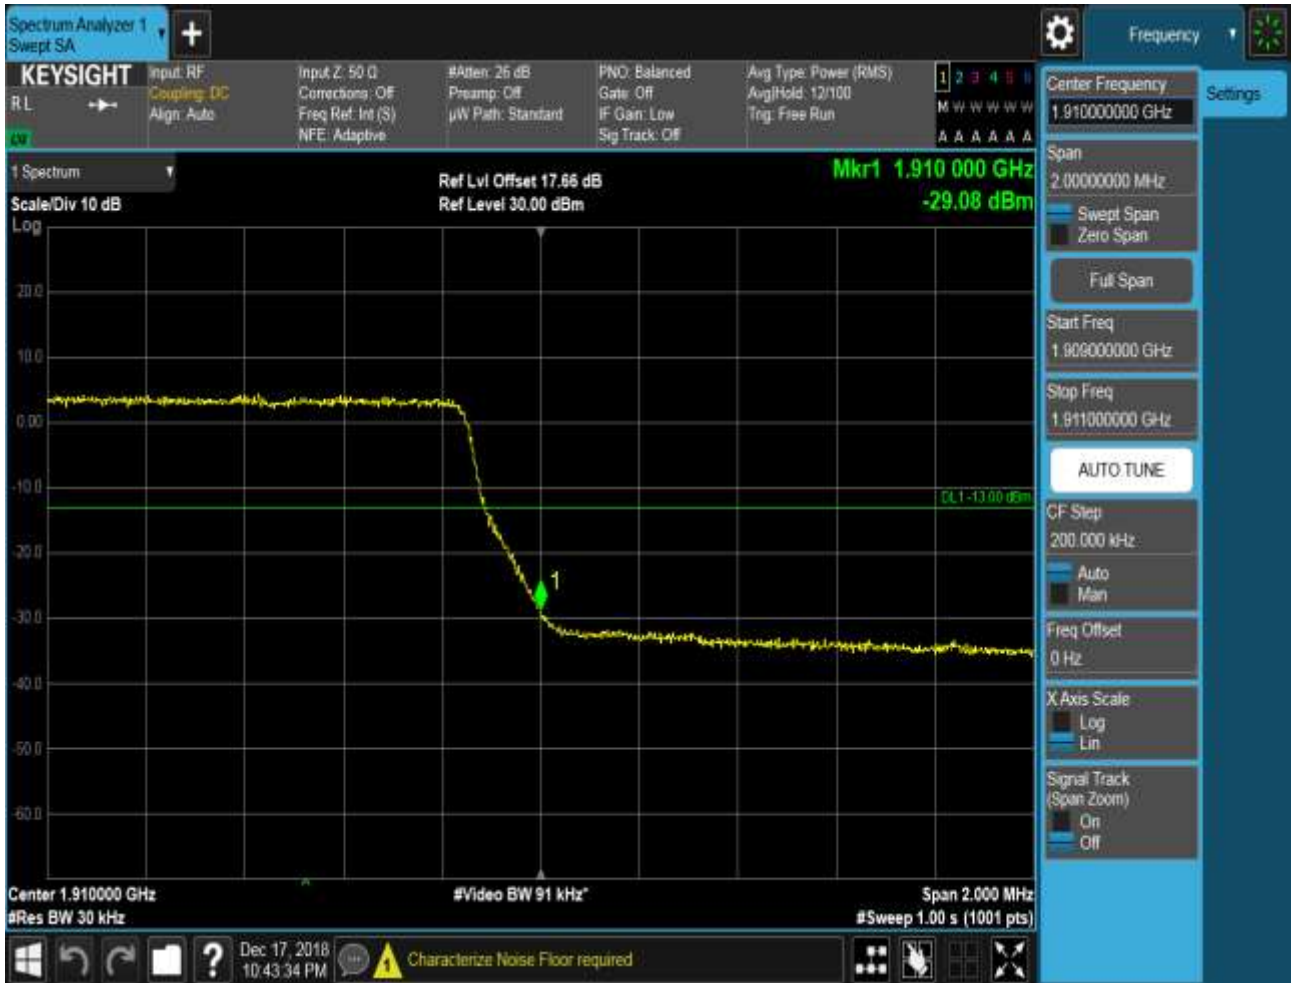 Spectrum Analyzer 1
Swept SA
Frequency
KEYSIGHT
Input: RF
Coupling: DC
Align: Auto
Input Z: 50 Ω
Corrections: Off
Freq Ref: Int (S)
NFE: Adaptive
#Atten: 26 dB
Preamp: Off
µW Path: Standard
PNO: Balanced
Gate: Off
IF Gain: Low
Sig Track: Off
Avg Type: Power (RMS)
Avg|Hold: 12/100
Trig: Free Run
1 2 3 4 5 6
M W W W W W
A A A A A A
R L
1 Spectrum
Scale/Div 10 dB
Log
Ref Lvl Offset 17.66 dB
Ref Level 30.00 dBm
Mkr1 1.910 000 GHz
-29.08 dBm
20.0
10.0
0.00
-10.0
-20.0
-30.0
-40.0
-50.0
-60.0
DL1 -13.00 dBm
1
Center 1.910000 GHz
#Res BW 30 kHz
#Video BW 91 kHz*
Span 2.000 MHz
#Sweep 1.00 s (1001 pts)
Center Frequency
1.910000000 GHz
Settings
Span
2.00000000 MHz
Swept Span
Zero Span
Full Span
Start Freq
1.909000000 GHz
Stop Freq
1.911000000 GHz
AUTO TUNE
CF Step
200.000 kHz
Auto
Man
Freq Offset
0 Hz
X Axis Scale
Log
Lin
Signal Track
(Span Zoom)
On
Off
?
Dec 17, 2018
10:43:34 PM
Characterize Noise Floor required